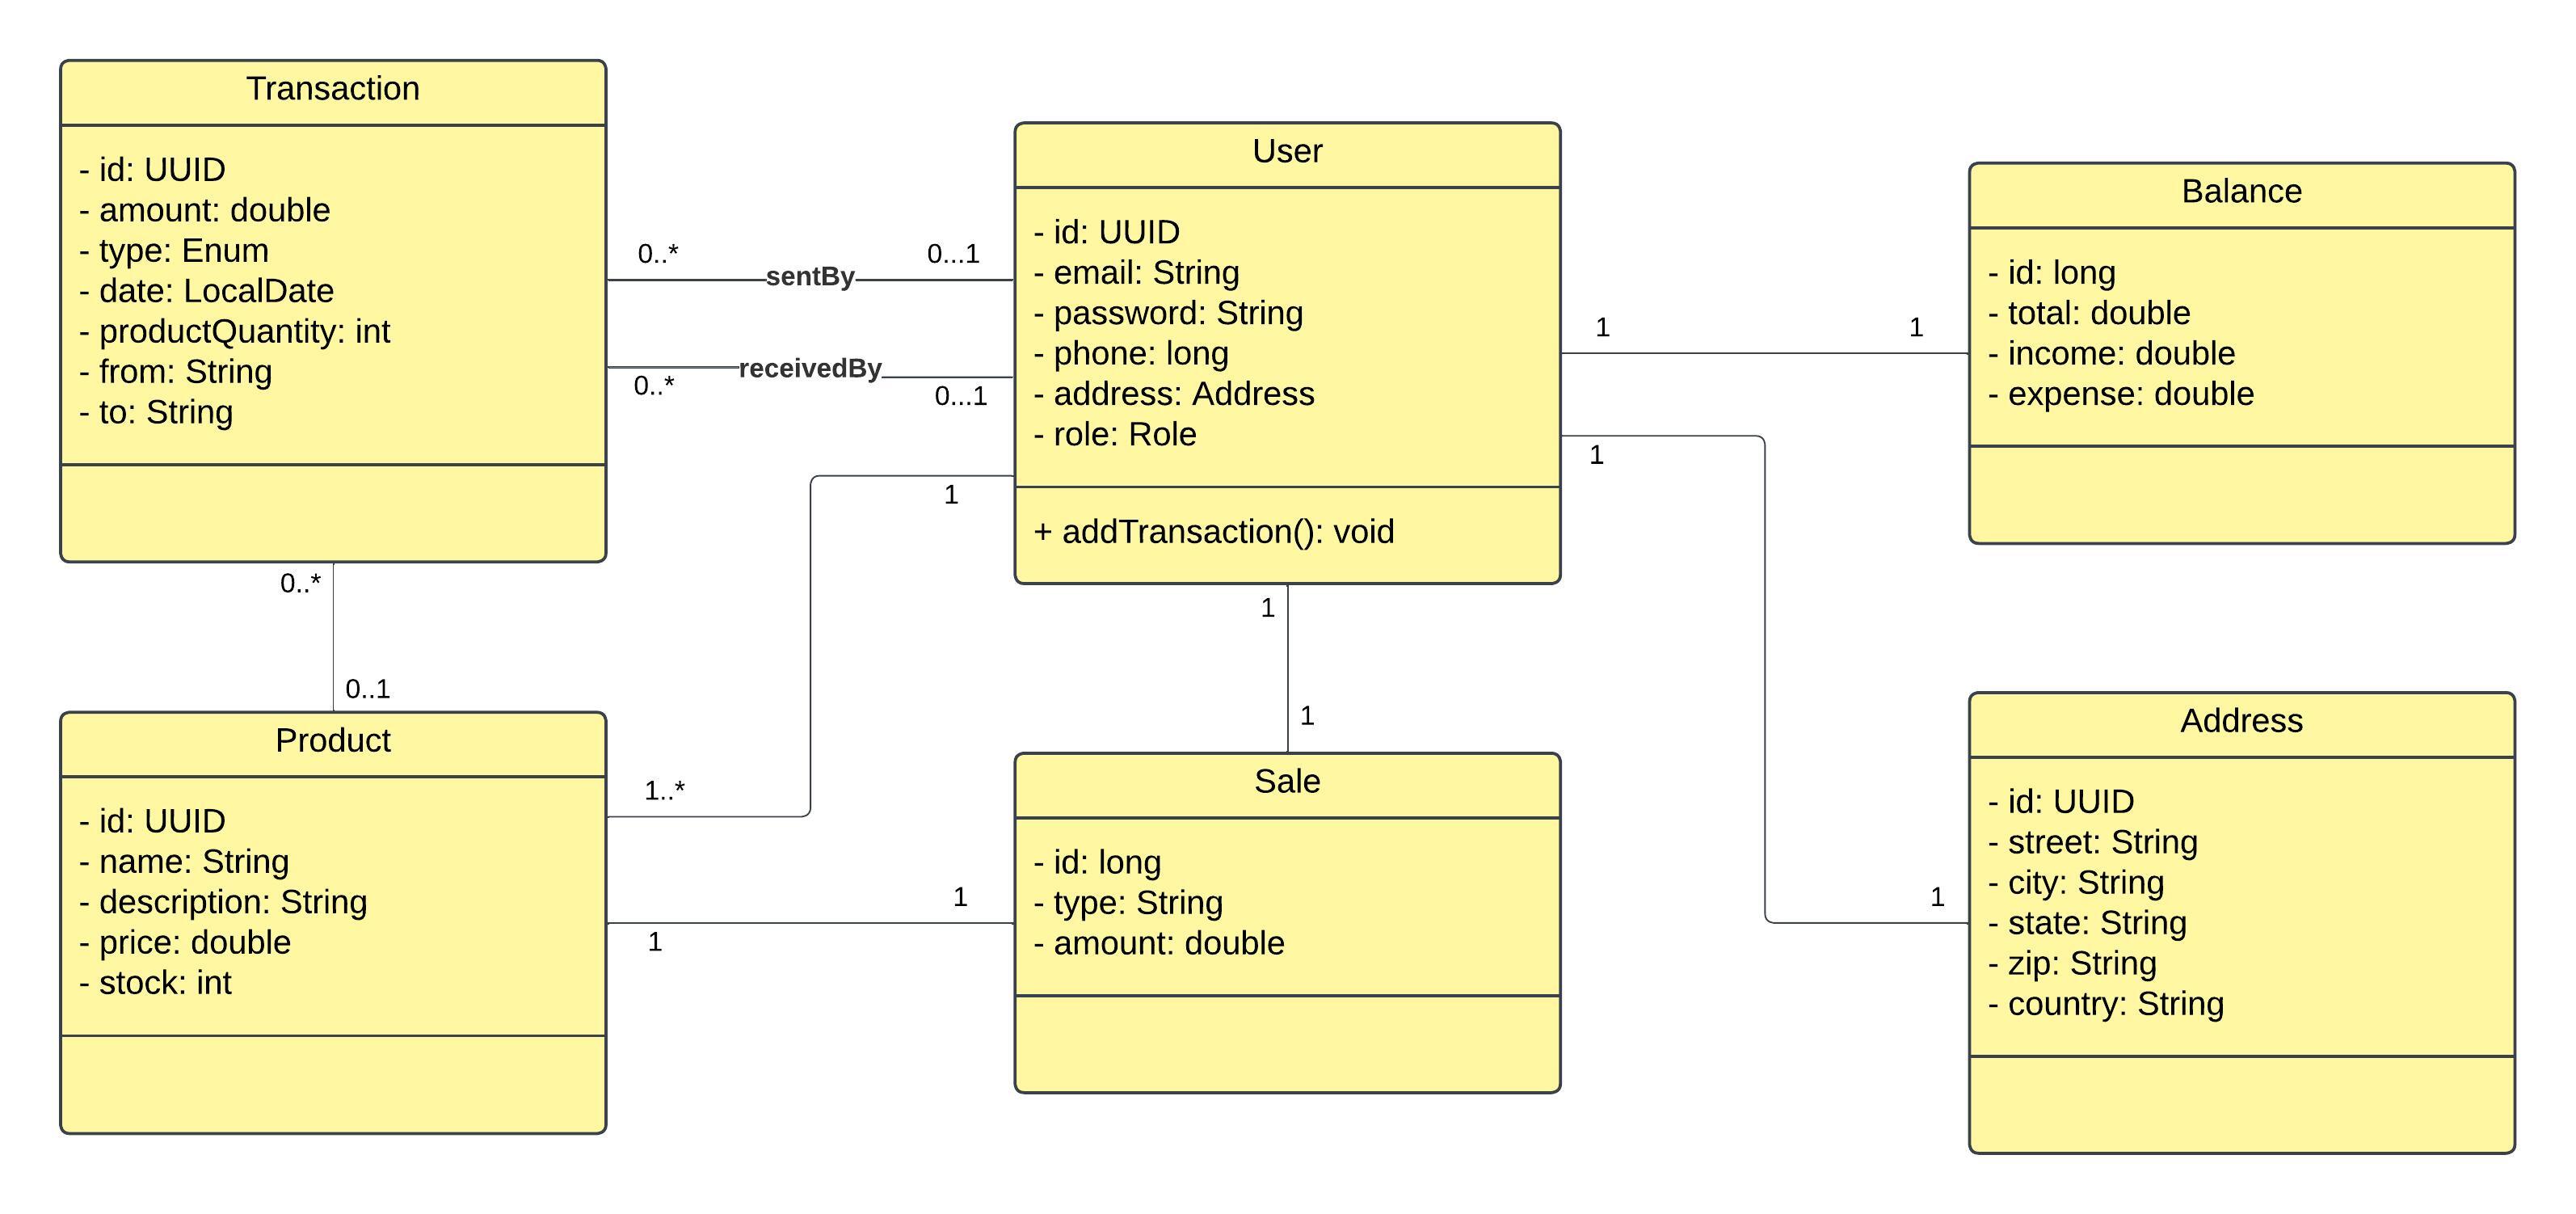 Transaction
- id: UUID
- amount: double
- type: Enum
- date: LocalDate
- productQuantity: int
- from: String
- to: String
0..*
sentBy
0...1
0..*
receivedBy
0...1
User
- id: UUID
- email: String
- password: String
- phone: long
- address: Address
- role: Role
+ addTransaction(): void
1
1
Balance
- id: long
- total: double
- income: double
- expense: double
1
1
0..*
0..1
1
1
Product
- id: UUID
- name: String
- description: String
- price: double
- stock: int
1..*
1
1
Sale
- id: long
- type: String
- amount: double
1
Address
- id: UUID
- street: String
- city: String
- state: String
- zip: String
- country: String